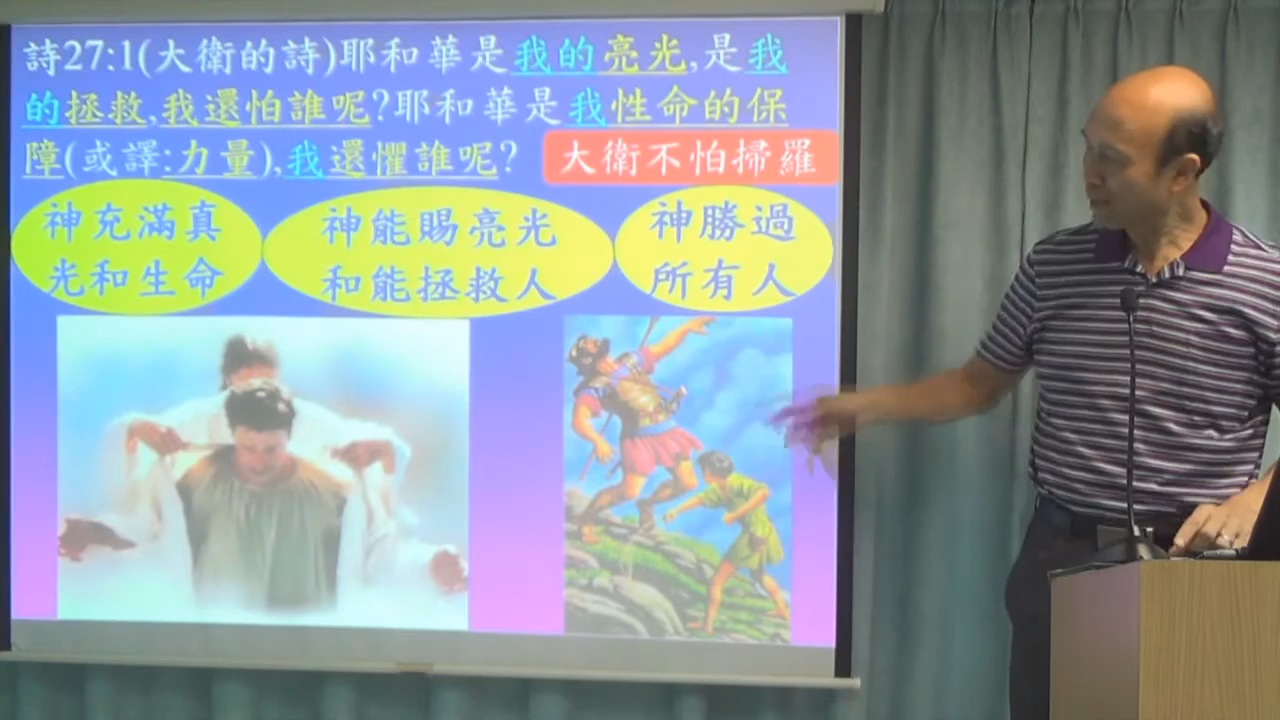 詩27:1(大衛的詩)耶和華是我的亮光,是我
的拯救,我還怕誰呢?耶和華是我性命的保
障(或譯:力量),我還懼誰呢?
大衛不怕掃羅
神充滿真
光和生命
神能賜亮光
和能拯救人
神勝過
所有人